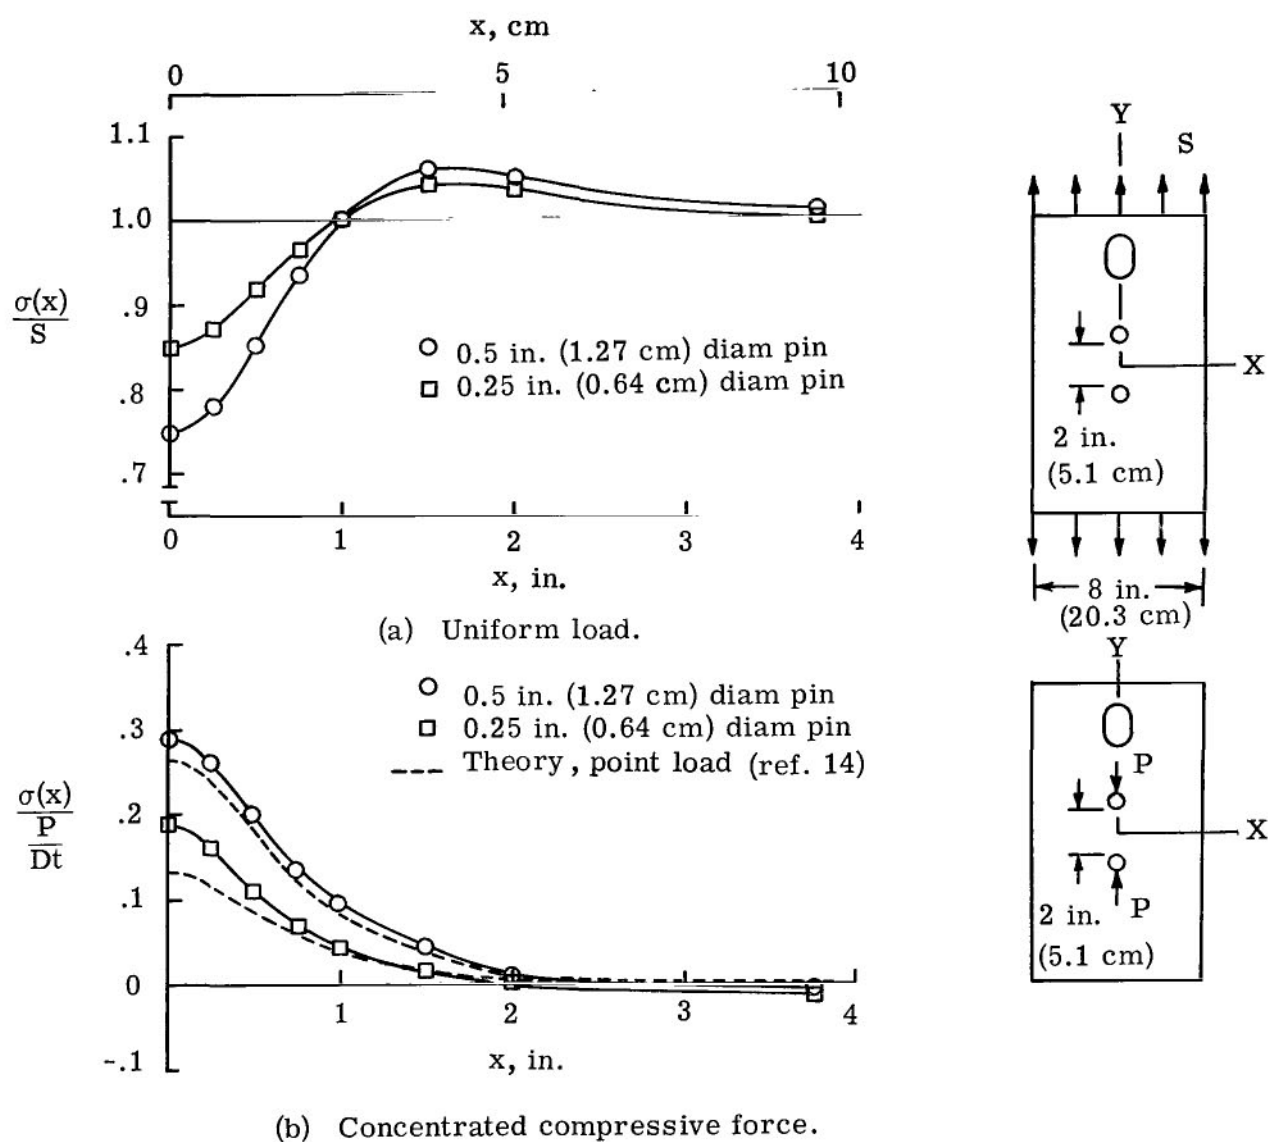 x, cm
0 5 10
1.1
1.0
.9
.8
.7
σ(x)
S
0.5 in. (1.27 cm) diam pin
0.25 in. (0.64 cm) diam pin
0 1 2 3 4
x, in.
(a) Uniform load.
Y
S
X
2 in.
(5.1 cm)
8 in.
(20.3 cm)
.4
.3
.2
.1
0
-.1
σ(x)
P
Dt
0.5 in. (1.27 cm) diam pin
0.25 in. (0.64 cm) diam pin
Theory, point load (ref. 14)
1 2 3 4
x, in.
(b) Concentrated compressive force.
Y
P
X
2 in.
P
(5.1 cm)